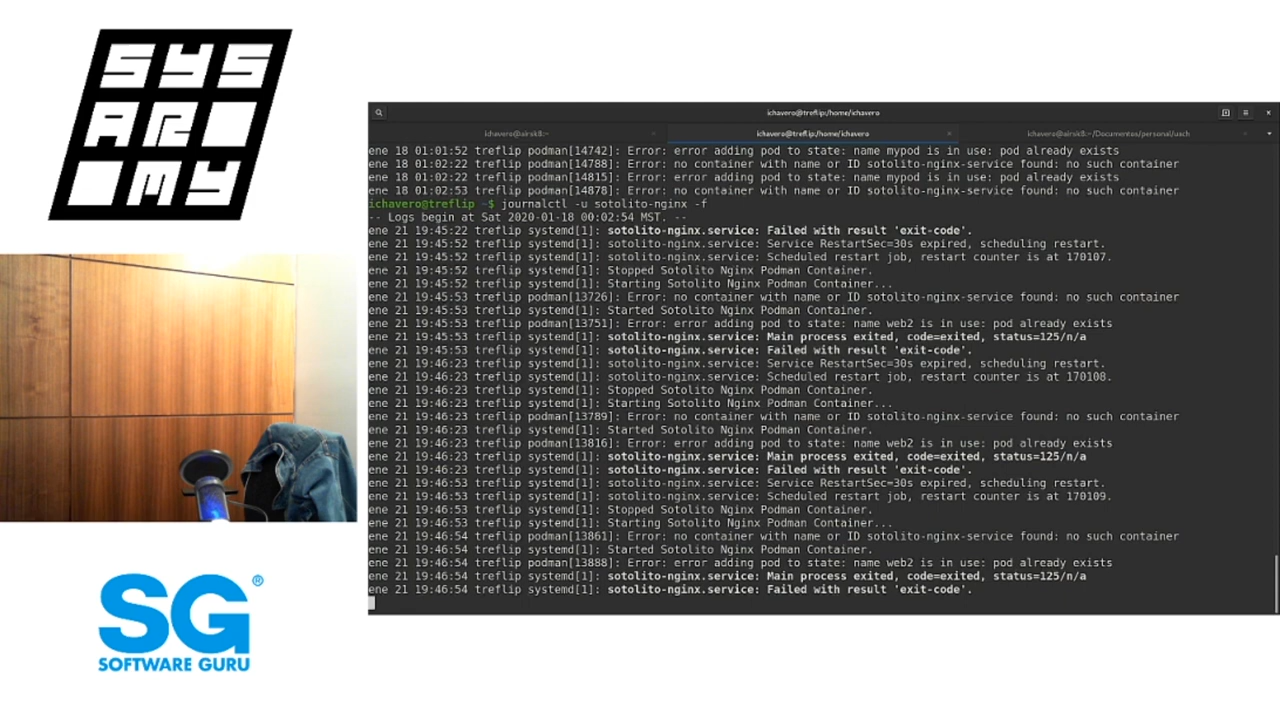 SYS
AR
MY
ichavero@treflip:/home/ichavero
ichavero@airsk8:~
ichavero@treflip:/home/ichavero
ichavero@airsk8:~/Documentos/personal/uach
ene 18 01:01:52 treflip podman[14742]: Error: error adding pod to state: name mypod is in use: pod already exists
ene 18 01:02:22 treflip podman[14788]: Error: no container with name or ID sotolito-nginx-service found: no such container
ene 18 01:02:22 treflip podman[14815]: Error: error adding pod to state: name mypod is in use: pod already exists
ene 18 01:02:53 treflip podman[14878]: Error: no container with name or ID sotolito-nginx-service found: no such container
ichavero@treflip ~$ journalctl -u sotolito-nginx -f
-- Logs begin at Sat 2020-01-18 00:02:54 MST. --
ene 21 19:45:22 treflip systemd[1]: sotolito-nginx.service: Failed with result 'exit-code'.
ene 21 19:45:52 treflip systemd[1]: sotolito-nginx.service: Service RestartSec=30s expired, scheduling restart.
ene 21 19:45:52 treflip systemd[1]: sotolito-nginx.service: Scheduled restart job, restart counter is at 170107.
ene 21 19:45:52 treflip systemd[1]: Stopped Sotolito Nginx Podman Container.
ene 21 19:45:52 treflip systemd[1]: Starting Sotolito Nginx Podman Container...
ene 21 19:45:53 treflip podman[13726]: Error: no container with name or ID sotolito-nginx-service found: no such container
ene 21 19:45:53 treflip systemd[1]: Started Sotolito Nginx Podman Container.
ene 21 19:45:53 treflip podman[13751]: Error: error adding pod to state: name web2 is in use: pod already exists
ene 21 19:45:53 treflip systemd[1]: sotolito-nginx.service: Main process exited, code=exited, status=125/n/a
ene 21 19:45:53 treflip systemd[1]: sotolito-nginx.service: Failed with result 'exit-code'.
ene 21 19:46:23 treflip systemd[1]: sotolito-nginx.service: Service RestartSec=30s expired, scheduling restart.
ene 21 19:46:23 treflip systemd[1]: sotolito-nginx.service: Scheduled restart job, restart counter is at 170108.
ene 21 19:46:23 treflip systemd[1]: Stopped Sotolito Nginx Podman Container.
ene 21 19:46:23 treflip systemd[1]: Starting Sotolito Nginx Podman Container...
ene 21 19:46:23 treflip podman[13789]: Error: no container with name or ID sotolito-nginx-service found: no such container
ene 21 19:46:23 treflip systemd[1]: Started Sotolito Nginx Podman Container.
ene 21 19:46:23 treflip podman[13816]: Error: error adding pod to state: name web2 is in use: pod already exists
ene 21 19:46:23 treflip systemd[1]: sotolito-nginx.service: Main process exited, code=exited, status=125/n/a
ene 21 19:46:23 treflip systemd[1]: sotolito-nginx.service: Failed with result 'exit-code'.
ene 21 19:46:53 treflip systemd[1]: sotolito-nginx.service: Service RestartSec=30s expired, scheduling restart.
ene 21 19:46:53 treflip systemd[1]: sotolito-nginx.service: Scheduled restart job, restart counter is at 170109.
ene 21 19:46:53 treflip systemd[1]: Stopped Sotolito Nginx Podman Container.
ene 21 19:46:53 treflip systemd[1]: Starting Sotolito Nginx Podman Container...
ene 21 19:46:54 treflip podman[13861]: Error: no container with name or ID sotolito-nginx-service found: no such container
ene 21 19:46:54 treflip systemd[1]: Started Sotolito Nginx Podman Container.
ene 21 19:46:54 treflip podman[13888]: Error: error adding pod to state: name web2 is in use: pod already exists
ene 21 19:46:54 treflip systemd[1]: sotolito-nginx.service: Main process exited, code=exited, status=125/n/a
ene 21 19:46:54 treflip systemd[1]: sotolito-nginx.service: Failed with result 'exit-code'.
SG®
SOFTWARE GURU